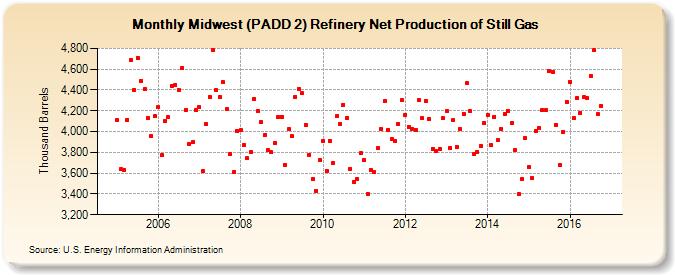 Monthly Midwest (PADD 2) Refinery Net Production of Still Gas
Thousand Barrels
4,800
4,600
4,400
4,200
4,000
3,800
3,600
3,400
3,200
2006 2008 2010 2012 2014 2016
Source: U.S. Energy Information Administration